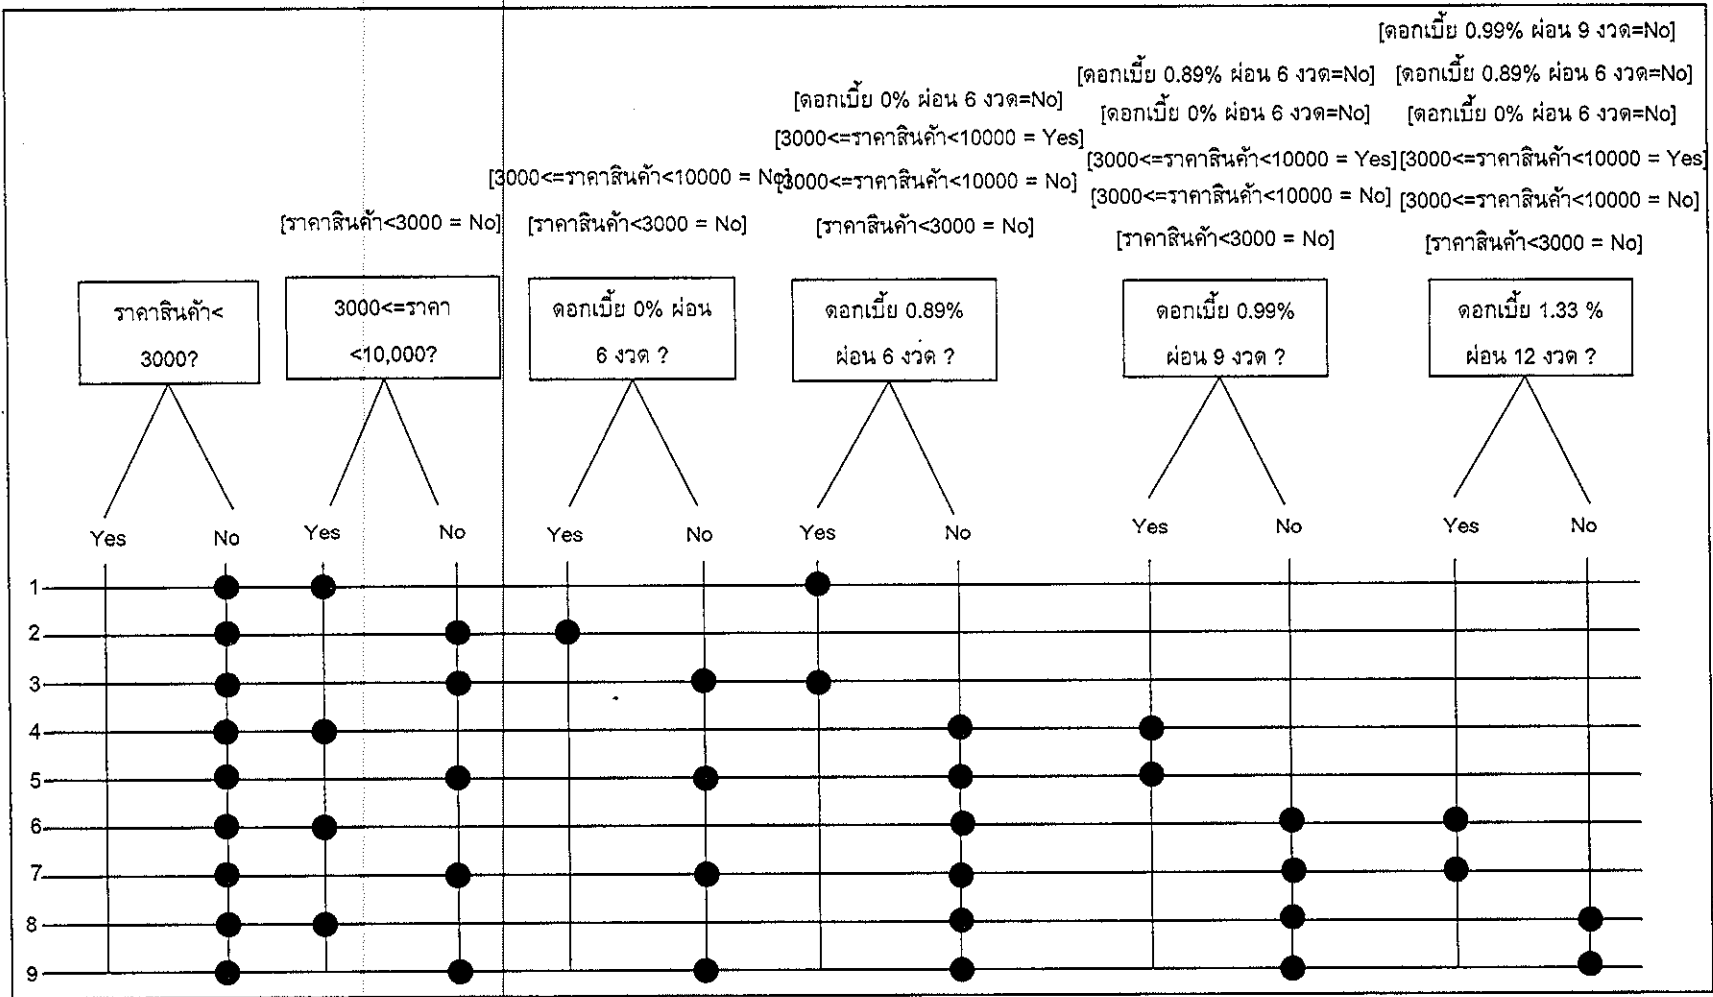 [ดอกเบี้ย 0.99% ผ่อน 9 งวด=No]
[ดอกเบี้ย 0.89% ผ่อน 6 งวด=No] [ดอกเบี้ย 0.89% ผ่อน 6 งวด=No]
[ดอกเบี้ย 0% ผ่อน 6 งวด=No] [ดอกเบี้ย 0% ผ่อน 6 งวด=No] [ดอกเบี้ย 0% ผ่อน 6 งวด=No]
[3000<=ราคาสินค้า<10000 = Yes] [3000<=ราคาสินค้า<10000 = Yes] [3000<=ราคาสินค้า<10000 = Yes]
[3000<=ราคาสินค้า<10000 = No] [3000<=ราคาสินค้า<10000 = No] [3000<=ราคาสินค้า<10000 = No] [3000<=ราคาสินค้า<10000 = No]
[ราคาสินค้า<3000 = No] [ราคาสินค้า<3000 = No] [ราคาสินค้า<3000 = No] [ราคาสินค้า<3000 = No] [ราคาสินค้า<3000 = No]
ราคาสินค้า<
3000?
3000<=ราคา
<10,000?
ดอกเบี้ย 0% ผ่อน
6 งวด ?
ดอกเบี้ย 0.89%
ผ่อน 6 งวด ?
ดอกเบี้ย 0.99%
ผ่อน 9 งวด ?
ดอกเบี้ย 1.33 %
ผ่อน 12 งวด ?
Yes No Yes No Yes No Yes No Yes No Yes No
1
2
3
4
5
6
7
8
9